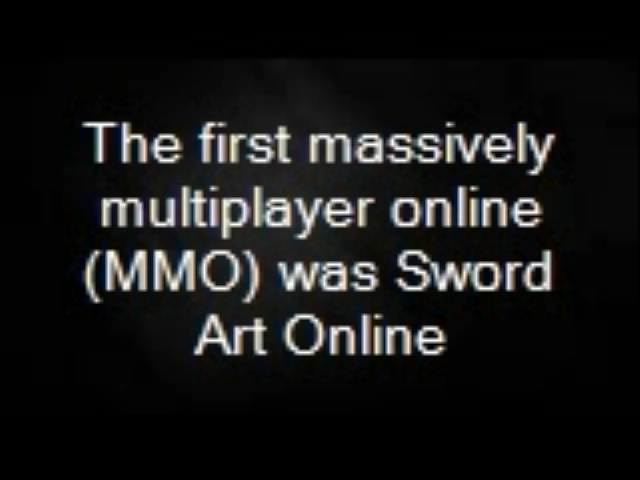 The first massively
multiplayer online
(MMO) was Sword
Art Online